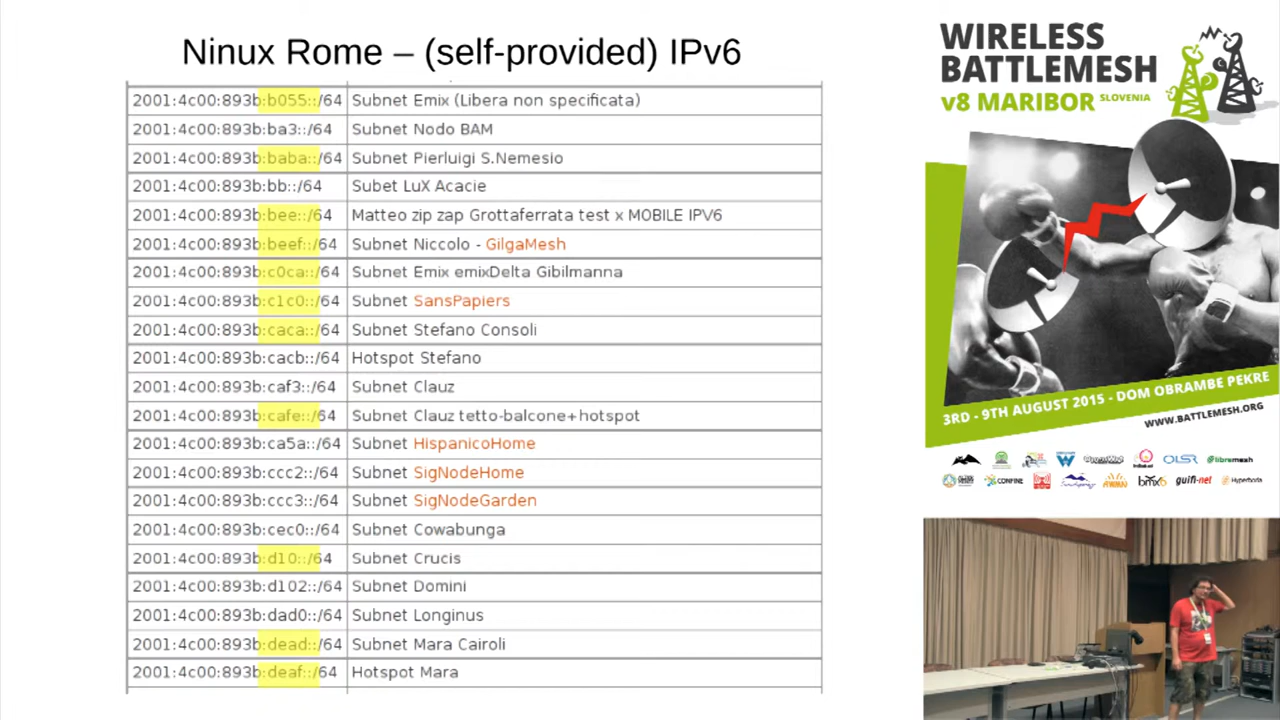 Ninux Rome – (self-provided) IPv6
2001:4c00:893b:b055::/64 Subnet Emix (Libera non specificata)
2001:4c00:893b:ba3::/64 Subnet Nodo BAM
2001:4c00:893b:baba::/64 Subnet Pierluigi S.Nemesio
2001:4c00:893b:bb::/64 Subet LuX Acacie
2001:4c00:893b:bee::/64 Matteo zip zap Grottaferrata test x MOBILE IPV6
2001:4c00:893b:beef::/64 Subnet Niccolo - GilgaMesh
2001:4c00:893b:c0ca::/64 Subnet Emix emixDelta Gibilmanna
2001:4c00:893b:c1c0::/64 Subnet SansPapiers
2001:4c00:893b:caca::/64 Subnet Stefano Consoli
2001:4c00:893b:cacb::/64 Hotspot Stefano
2001:4c00:893b:caf3::/64 Subnet Clauz
2001:4c00:893b:cafe::/64 Subnet Clauz tetto-balcone+hotspot
2001:4c00:893b:ca5a::/64 Subnet HispanicoHome
2001:4c00:893b:ccc2::/64 Subnet SigNodeHome
2001:4c00:893b:ccc3::/64 Subnet SigNodeGarden
2001:4c00:893b:cec0::/64 Subnet Cowabunga
2001:4c00:893b:d10::/64 Subnet Crucis
2001:4c00:893b:d102::/64 Subnet Domini
2001:4c00:893b:dad0::/64 Subnet Longinus
2001:4c00:893b:dead::/64 Subnet Mara Cairoli
2001:4c00:893b:deaf::/64 Hotspot Mara
WIRELESS
BATTLEMESH
v8 MARIBOR SLOVENIA
3RD - 9TH AUGUST 2015 - DOM OBRAMBE PEKRE
WWW.BATTLEMESH.ORG
OLSR
libremesh
CONFINE
bmx6
guifi·net